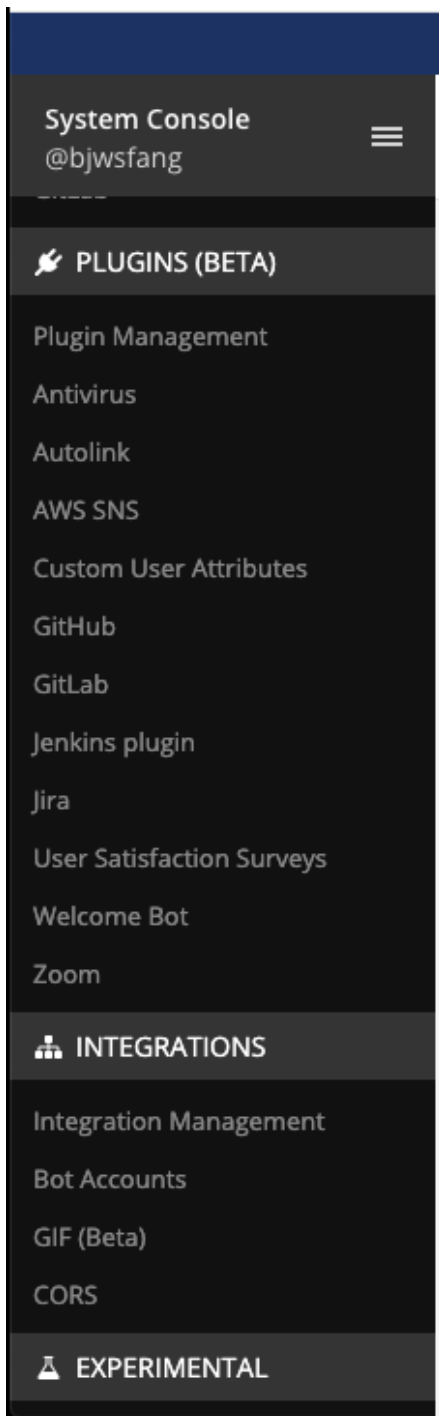 System Console
@bjwsfang
PLUGINS (BETA)
Plugin Management
Antivirus
Autolink
AWS SNS
Custom User Attributes
GitHub
GitLab
Jenkins plugin
Jira
User Satisfaction Surveys
Welcome Bot
Zoom
INTEGRATIONS
Integration Management
Bot Accounts
GIF (Beta)
CORS
EXPERIMENTAL